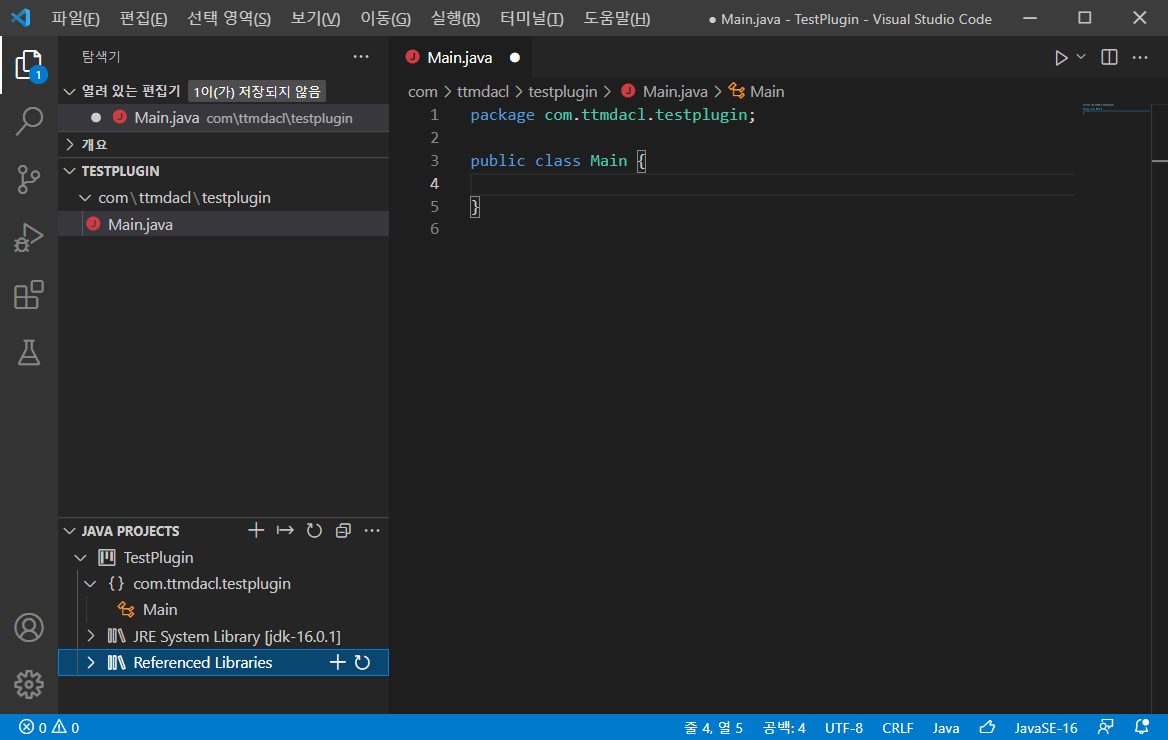 파일(F) 편집(E) 선택 영역(S) 보기(V) 이동(G) 실행(R) 터미널(T) 도움말(H) ● Main.java - TestPlugin - Visual Studio Code
탐색기
열려 있는 편집기 1이(가) 저장되지 않음
Main.java com\ttmdacl\testplugin
개요
TESTPLUGIN
com\ttmdacl\testplugin
Main.java
1
Main.java
com > ttmdacl > testplugin > Main.java > Main
1 package com.ttmdacl.testplugin;
2
3 public class Main {
4
5 }
6
JAVA PROJECTS
TestPlugin
{} com.ttmdacl.testplugin
Main
JRE System Library [jdk-16.0.1]
Referenced Libraries
0 0 줄 4, 열 5 공백: 4 UTF-8 CRLF Java JavaSE-16